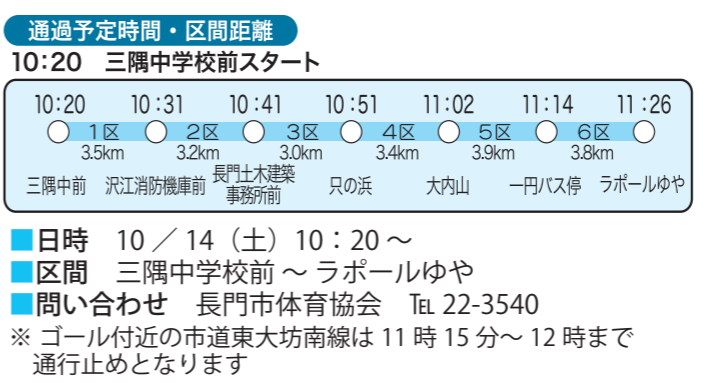 通過予定時間・区間距離
10:20　三隅中学校前スタート
10:20 10:31 10:41 10:51 11:02 11:14 11:26
1区 2区 3区 4区 5区 6区
3.5km 3.2km 3.0km 3.4km 3.9km 3.8km
三隅中前 沢江消防機庫前 長門土木建築事務所前 只の浜 大内山 一円バス停 ラポールゆや
■日時　10／14（土）10：20～
■区間　三隅中学校前～ラポールゆや
■問い合わせ　長門市体育協会　℡22-3540
※ ゴール付近の市道東大坊南線は11時15分～12時まで
通行止めとなります